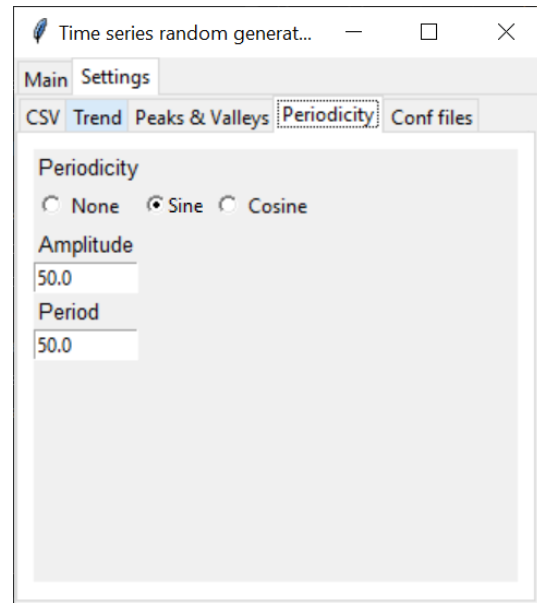 Time series random generat...
Main Settings
CSV Trend Peaks & Valleys Periodicity Conf files
Periodicity
None Sine Cosine
Amplitude
50.0
Period
50.0